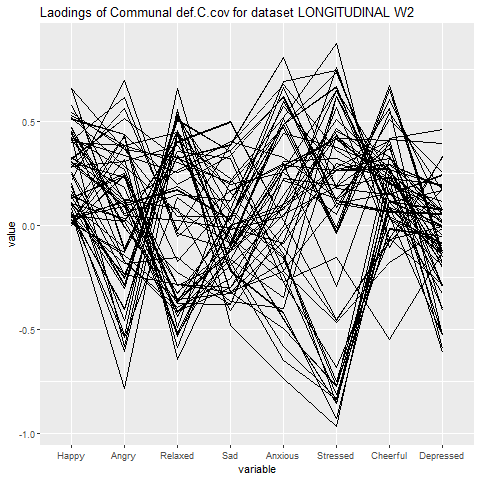 Laodings of Communal def.C.cov for dataset LONGITUDINAL W2
0.5
0.0
-0.5
-1.0
value
Happy Angry Relaxed Sad Anxious Stressed Cheerful Depressed
variable